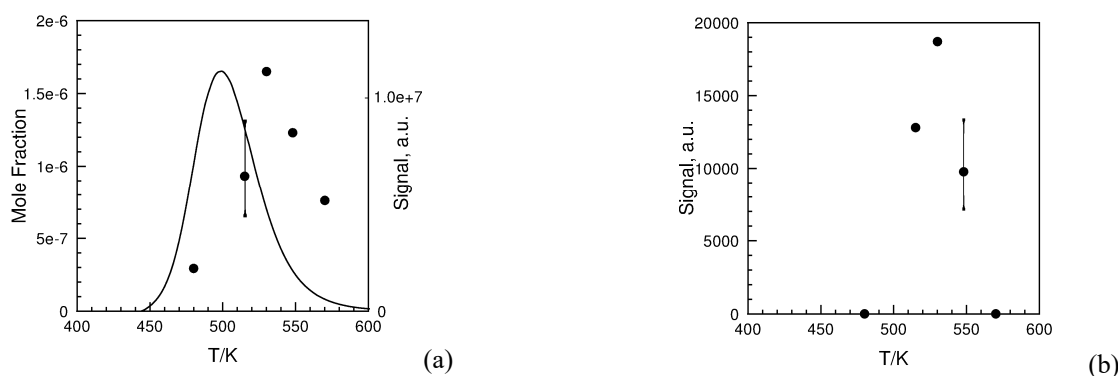 2e-6
1.5e-6
1e-6
5e-7
0
Mole Fraction
400 450 500 550 600
T/K
1.0e+7
0
Signal, a.u.
(a)
20000
15000
10000
5000
0
Signal, a.u.
400 450 500 550 600
T/K
(b)